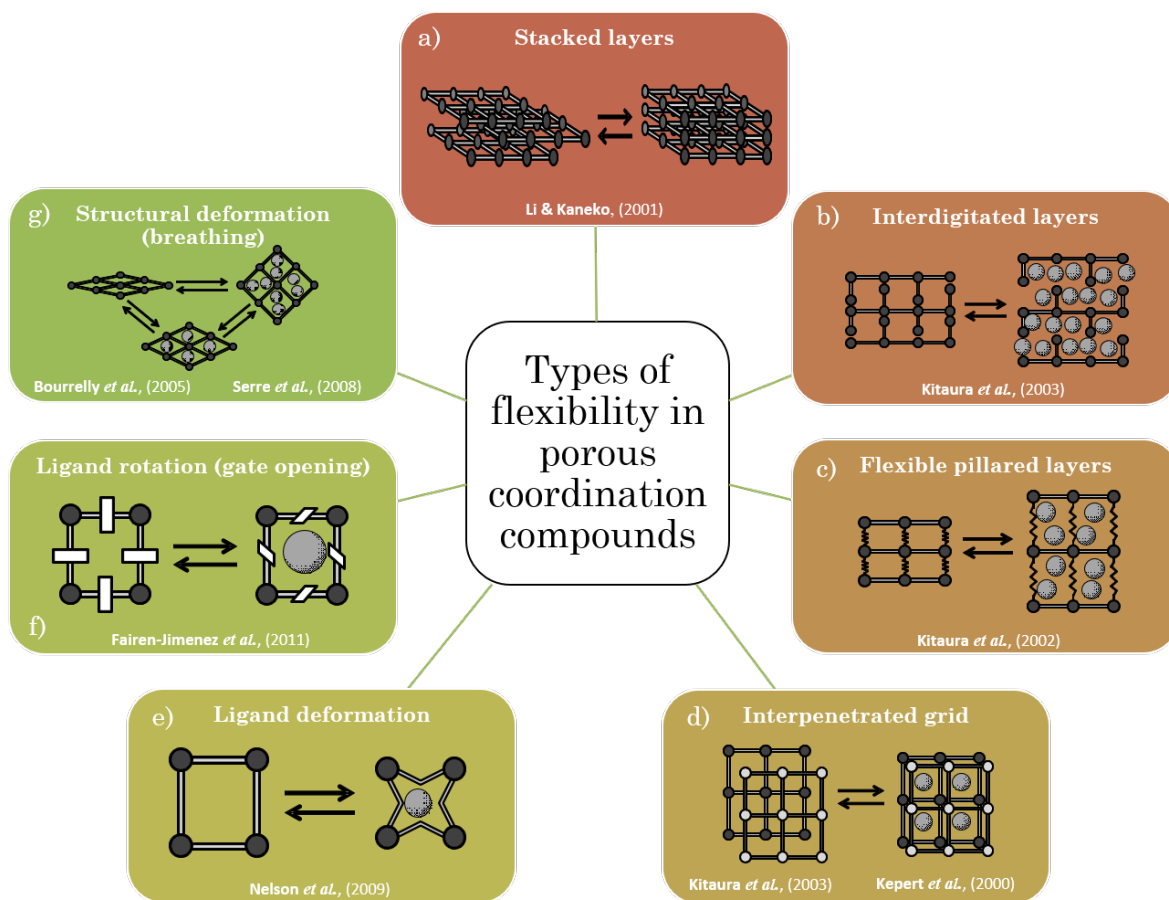 a)
Stacked layers
Li & Kaneko, (2001)
b)
Interdigitated layers
Kitaura et al., (2003)
c)
Flexible pillared layers
Kitaura et al., (2002)
d)
Interpenetrated grid
Kitaura et al., (2003)
Kepert et al., (2000)
e)
Ligand deformation
Nelson et al., (2009)
Ligand rotation (gate opening)
f)
Fairen-Jimenez et al., (2011)
g)
Structural deformation
(breathing)
Bourrelly et al., (2005)
Serre et al., (2008)
Types of
flexibility in
porous
coordination
compounds